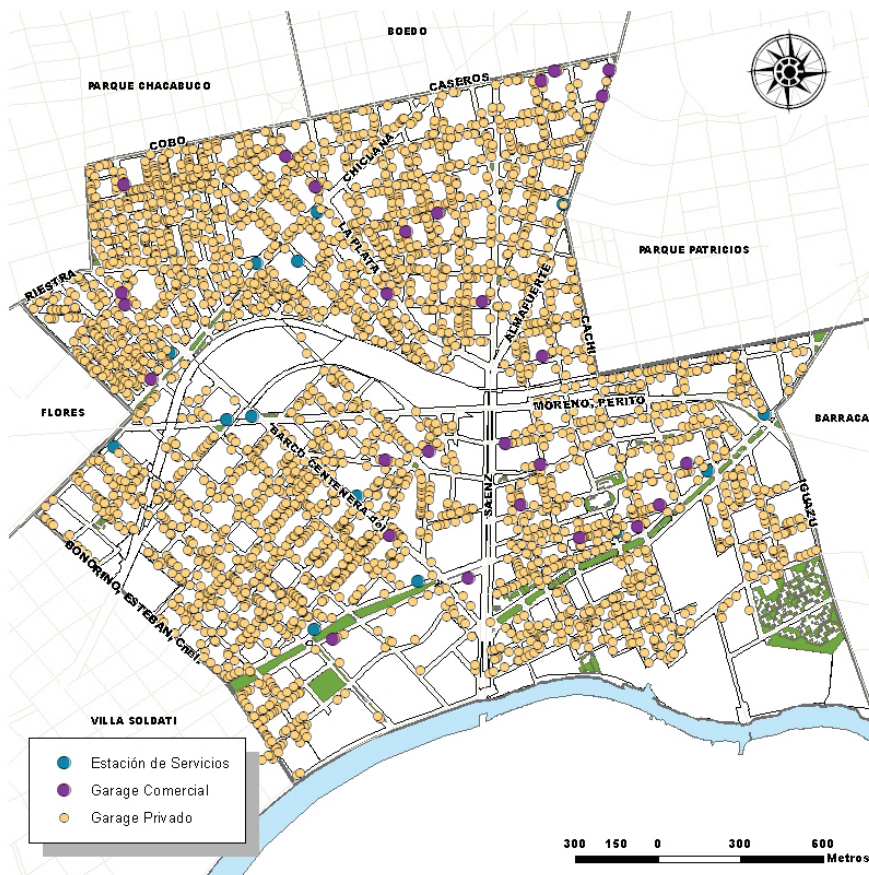 BOEDO
PARQUE CHACABUCO
CASEROS
COBO
CHICLANA
LA PLATA
PARQUE PATRICIOS
RIESTRA
ALMAFUERTE
CACHI
FLORES
MORENO, PERITO
BARRACA
BARCO CENTENERA del
SAENZ
IGUAZU
BONORINO, ESTEBAN, Cnel.
VILLA SOLDATI
Estación de Servicios
Garage Comercial
Garage Privado
300 150 0 300 600
Metros